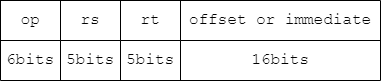 op rs rt offset or immediate
6bits 5bits 5bits 16bits